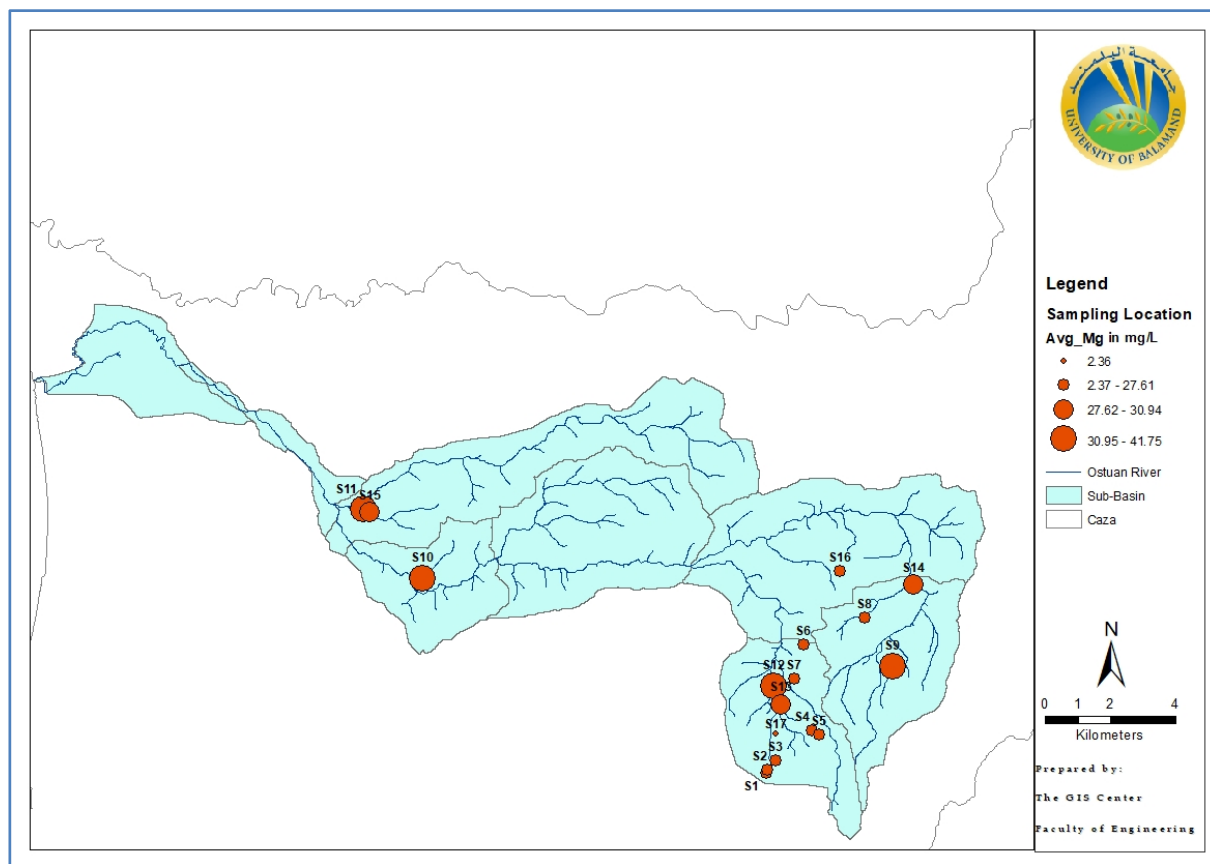 جامعة البلمند
UNIVERSITY OF BALAMAND
Legend
Sampling Location
Avg_Mg in mg/L
2.36
2.37 - 27.61
27.62 - 30.94
30.95 - 41.75
Ostuan River
Sub-Basin
Caza
S11
S15
S10
S16
S14
S8
S6
S9
S12
S7
S13
S4
S5
S17
S3
S2
S1
N
0 1 2 4
Kilometers
Prepared by:
The GIS Center
Faculty of Engineering